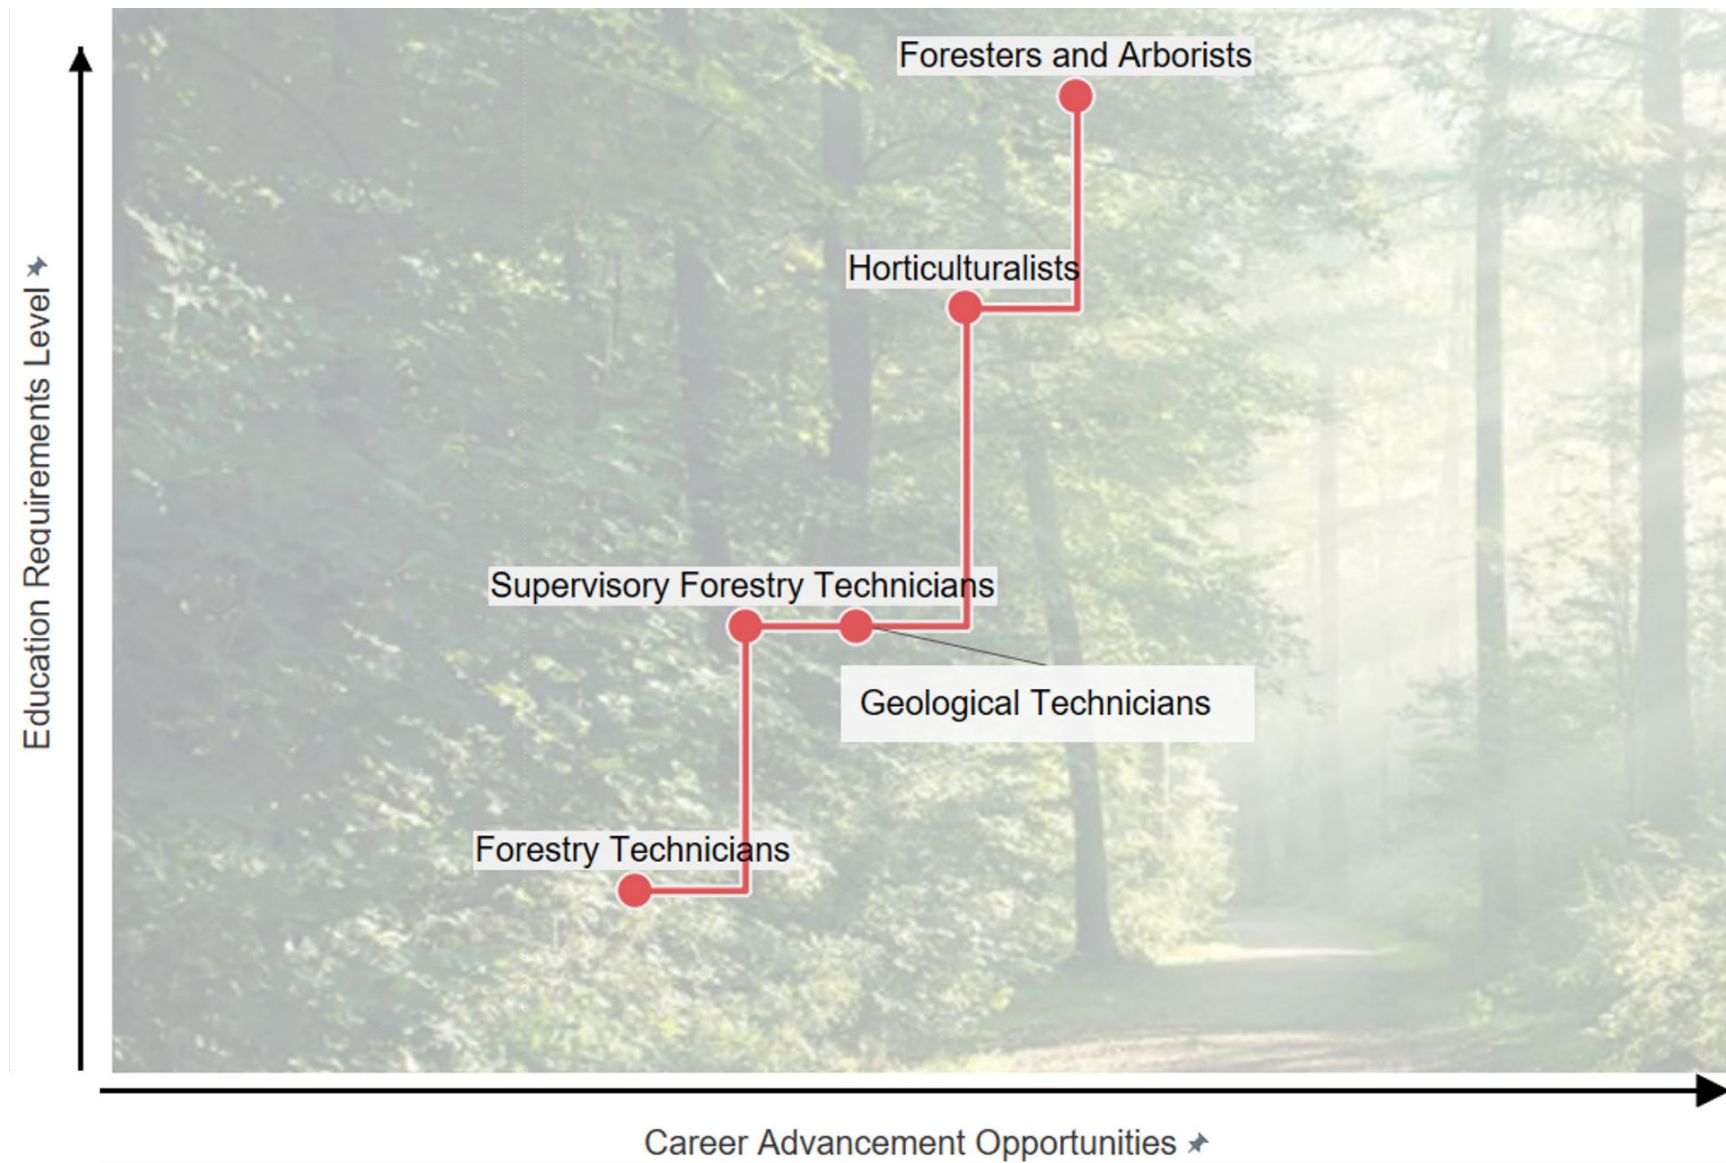 Foresters and Arborists
Horticulturalists
Supervisory Forestry Technicians
Geological Technicians
Forestry Technicians
Education Requirements Level
Career Advancement Opportunities